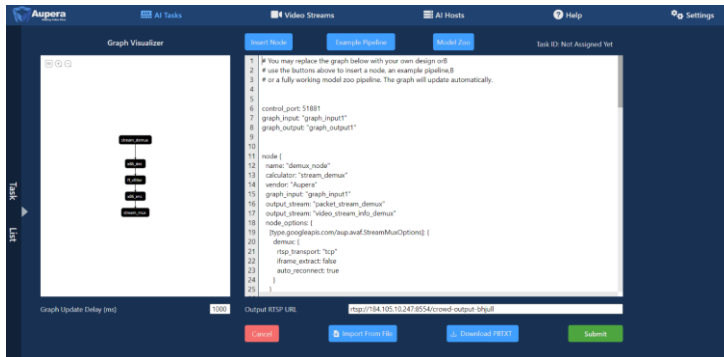 Aupera
AI Tasks
Video Streams
AI Hosts
Help
Settings
Graph Visualizer
Insert Node
Example Pipeline
Model Zoo
Task ID: Not Assigned Yet
stream_demux
x86_dec
ff_vfilter
x86_enc
stream_mux
Task List
1 # You may replace the graph below with your own design orB
2 # use the buttons above to insert a node, an example pipeline,B
3 # or a fully working model zoo pipeline. The graph will update automatically.
4
5
6 control_port: 51881
7 graph_input: "graph_input1"
8 graph_output: "graph_output1"
9
10
11 node {
12 name: "demux_node"
13 calculator: "stream_demux"
14 vendor: "Aupera"
15 graph_input: "graph_input1"
16 output_stream: "packet_stream_demux"
17 output_stream: "video_stream_info_demux"
18 node_options: {
19 [type.googleapis.com/aup.avaf.StreamMuxOptions]: {
20 demux: {
21 rtsp_transport: "tcp"
22 iframe_extract: false
23 auto_reconnect: true
24 }
25 }
Graph Update Delay (ms)
1000
Output RTSP URL
rtsp://184.105.10.247:8554/crowd-output-bhjull
Cancel
Import From File
Download PBTXT
Submit